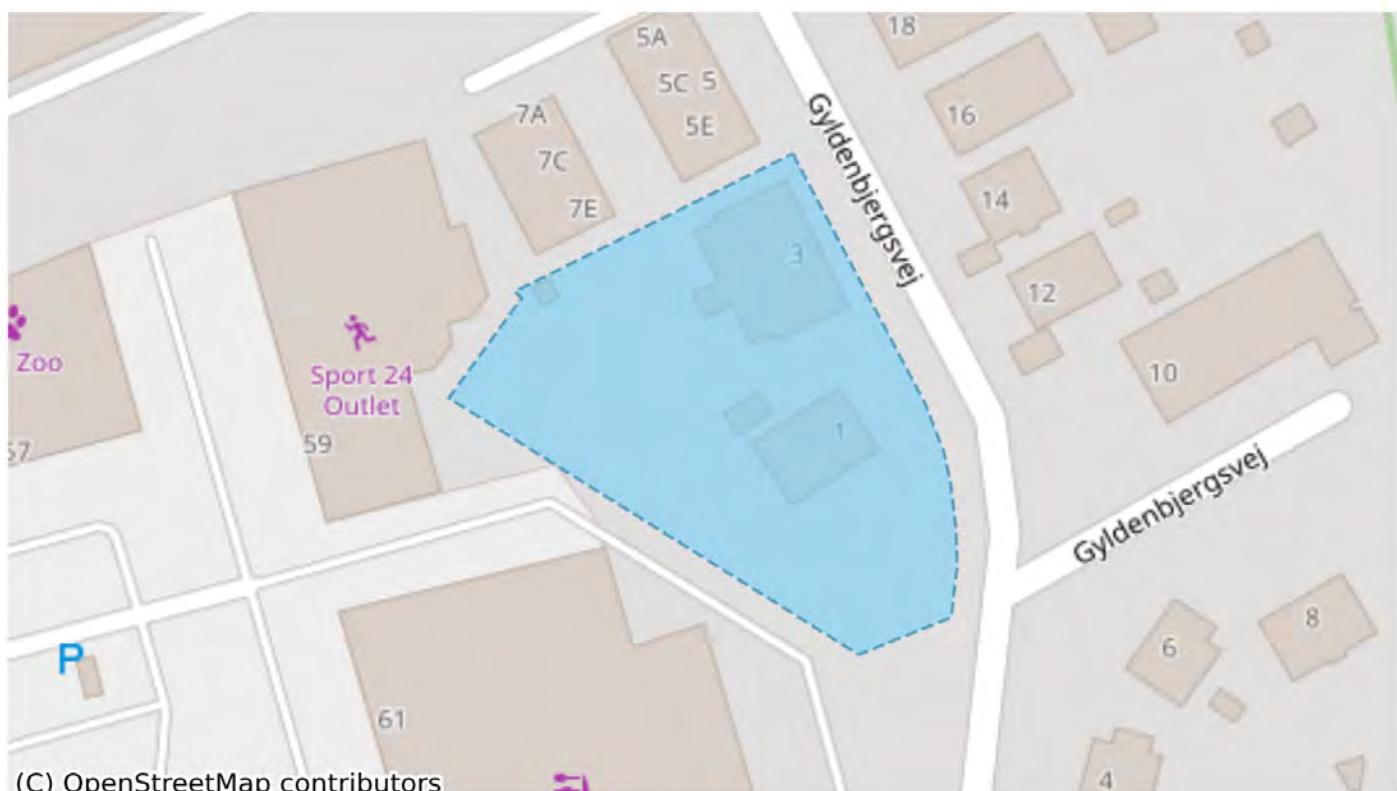 18
5A
5C 5
5E
16
7A
7C
7E
Gyldenbjergsvej
14
3
12
Zoo
Sport 24
Outlet
10
59
57
1
Gyldenbjergsvej
8
6
P
61
4
(C) OpenStreetMap contributors